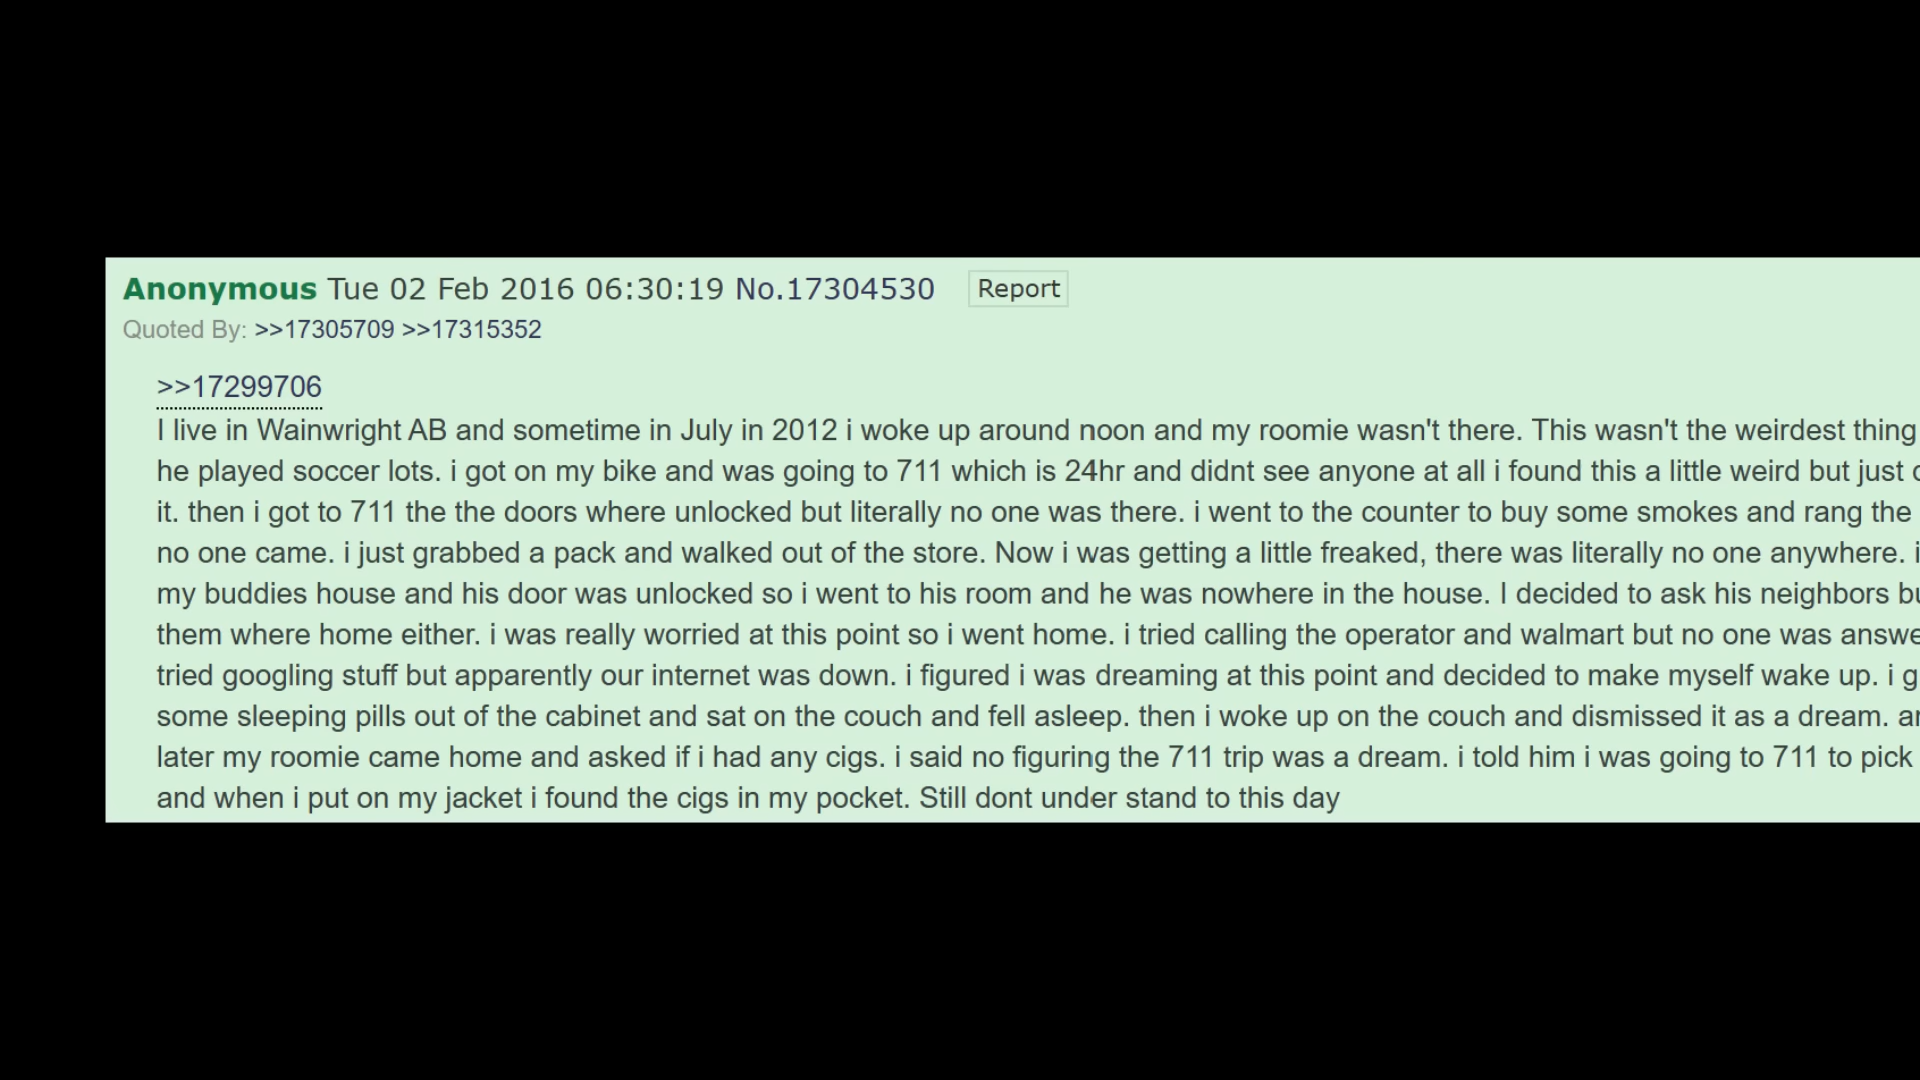 Anonymous Tue 02 Feb 2016 06:30:19 No.17304530 Report
Quoted By: >>17305709 >>17315352
>>17299706
I live in Wainwright AB and sometime in July in 2012 i woke up around noon and my roomie wasn't there. This wasn't the weirdest thing
he played soccer lots. i got on my bike and was going to 711 which is 24hr and didnt see anyone at all i found this a little weird but just
it. then i got to 711 the the doors where unlocked but literally no one was there. i went to the counter to buy some smokes and rang the
no one came. i just grabbed a pack and walked out of the store. Now i was getting a little freaked, there was literally no one anywhere. i
my buddies house and his door was unlocked so i went to his room and he was nowhere in the house. I decided to ask his neighbors
them where home either. i was really worried at this point so i went home. i tried calling the operator and walmart but no one was
tried googling stuff but apparently our internet was down. i figured i was dreaming at this point and decided to make myself wake up. i
some sleeping pills out of the cabinet and sat on the couch and fell asleep. then i woke up on the couch and dismissed it as a dream.
later my roomie came home and asked if i had any cigs. i said no figuring the 711 trip was a dream. i told him i was going to 711 to pick
and when i put on my jacket i found the cigs in my pocket. Still dont under stand to this day